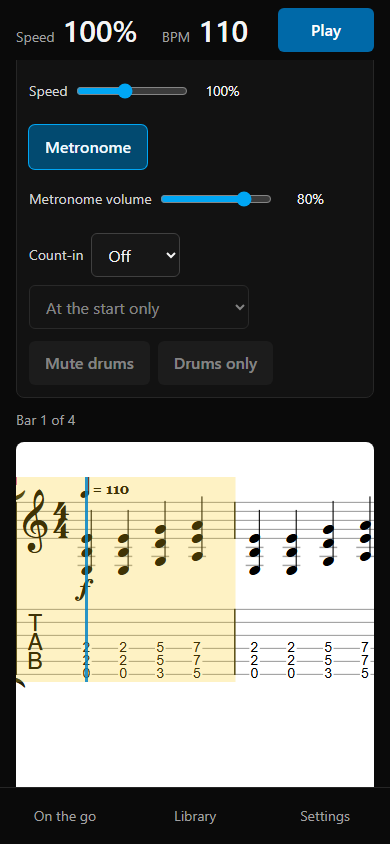 Speed 100% BPM 110 Play
Speed 100%
Metronome
Metronome volume 80%
Count-in Off
At the start only
Mute drums Drums only
Bar 1 of 4
= 110
4
4
f
T
A
B
2 2 5 7 2 2 5 7
2 2 5 7 2 2 5 7
0 0 3 5 0 0 3 5
On the go Library Settings